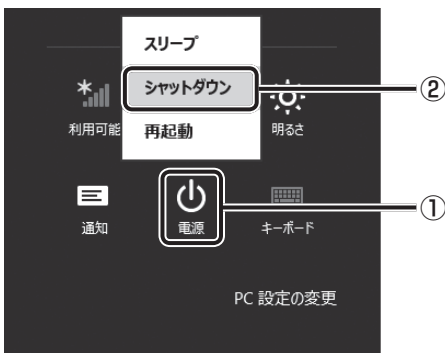 スリープ
シャットダウン
②
利用可能
再起動
明るさ
①
通知
電源
キーボード
PC 設定の変更